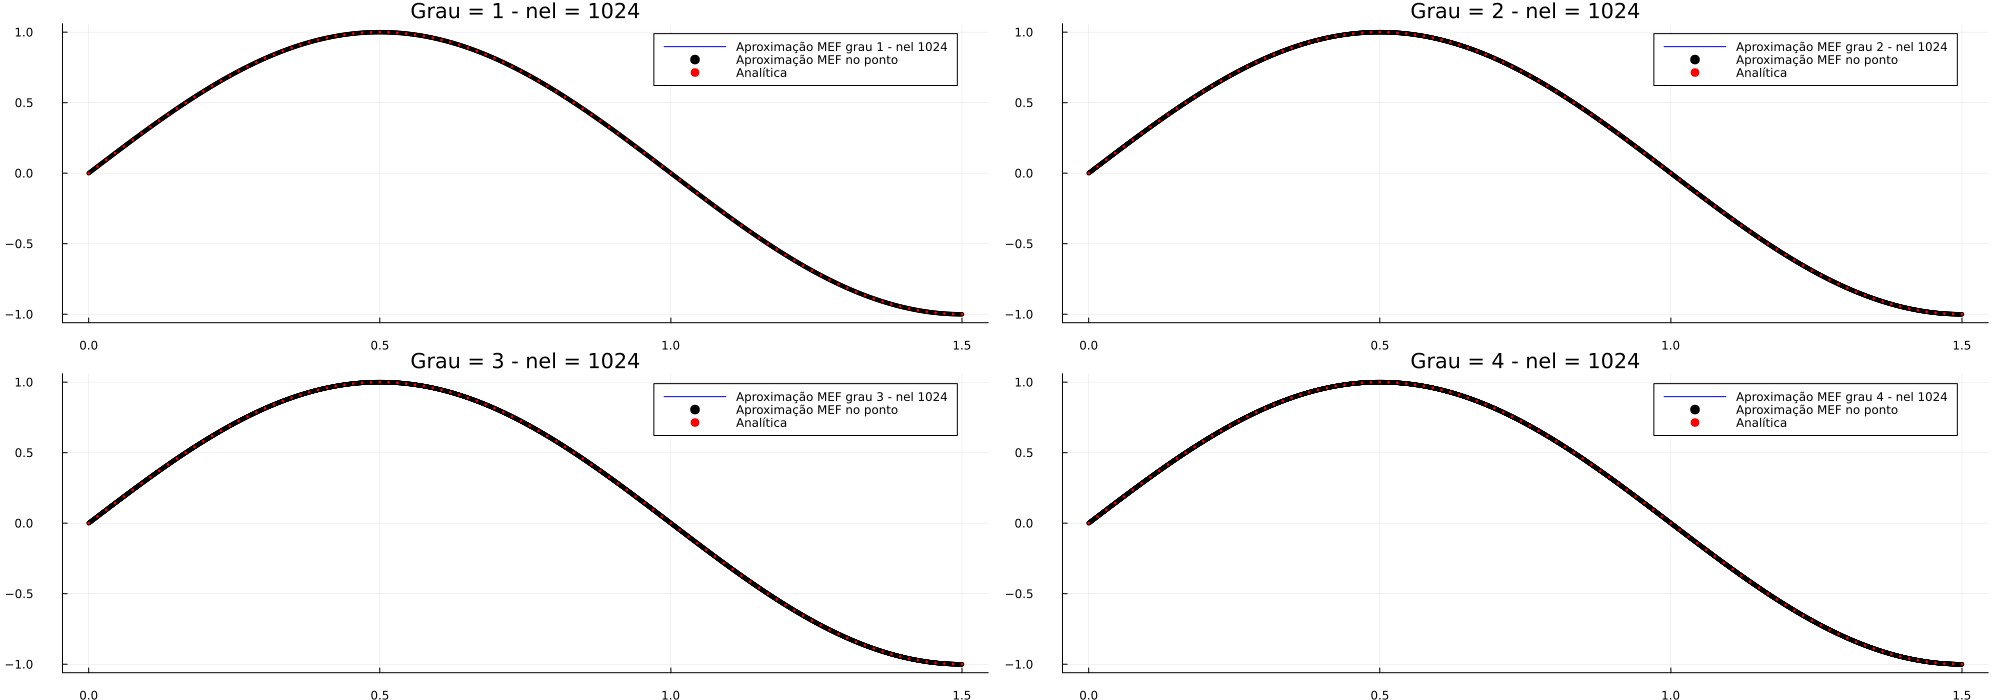 Grau = 1 - nel = 1024
1.0
0.5
0.0
−0.5
−1.0
Aproximação MEF grau 1 - nel 1024
Aproximação MEF no ponto
Analítica
0.0 0.5 1.0 1.5
Grau = 2 - nel = 1024
1.0
0.5
0.0
−0.5
−1.0
Aproximação MEF grau 2 - nel 1024
Aproximação MEF no ponto
Analítica
0.0 0.5 1.0 1.5
Grau = 3 - nel = 1024
1.0
0.5
0.0
−0.5
−1.0
Aproximação MEF grau 3 - nel 1024
Aproximação MEF no ponto
Analítica
0.0 0.5 1.0 1.5
Grau = 4 - nel = 1024
1.0
0.5
0.0
−0.5
−1.0
Aproximação MEF grau 4 - nel 1024
Aproximação MEF no ponto
Analítica
0.0 0.5 1.0 1.5